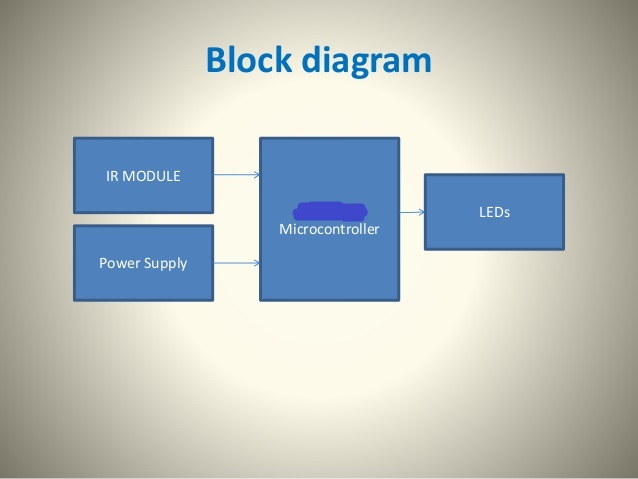 Block diagram
IR MODULE
Power Supply
Microcontroller
LEDs